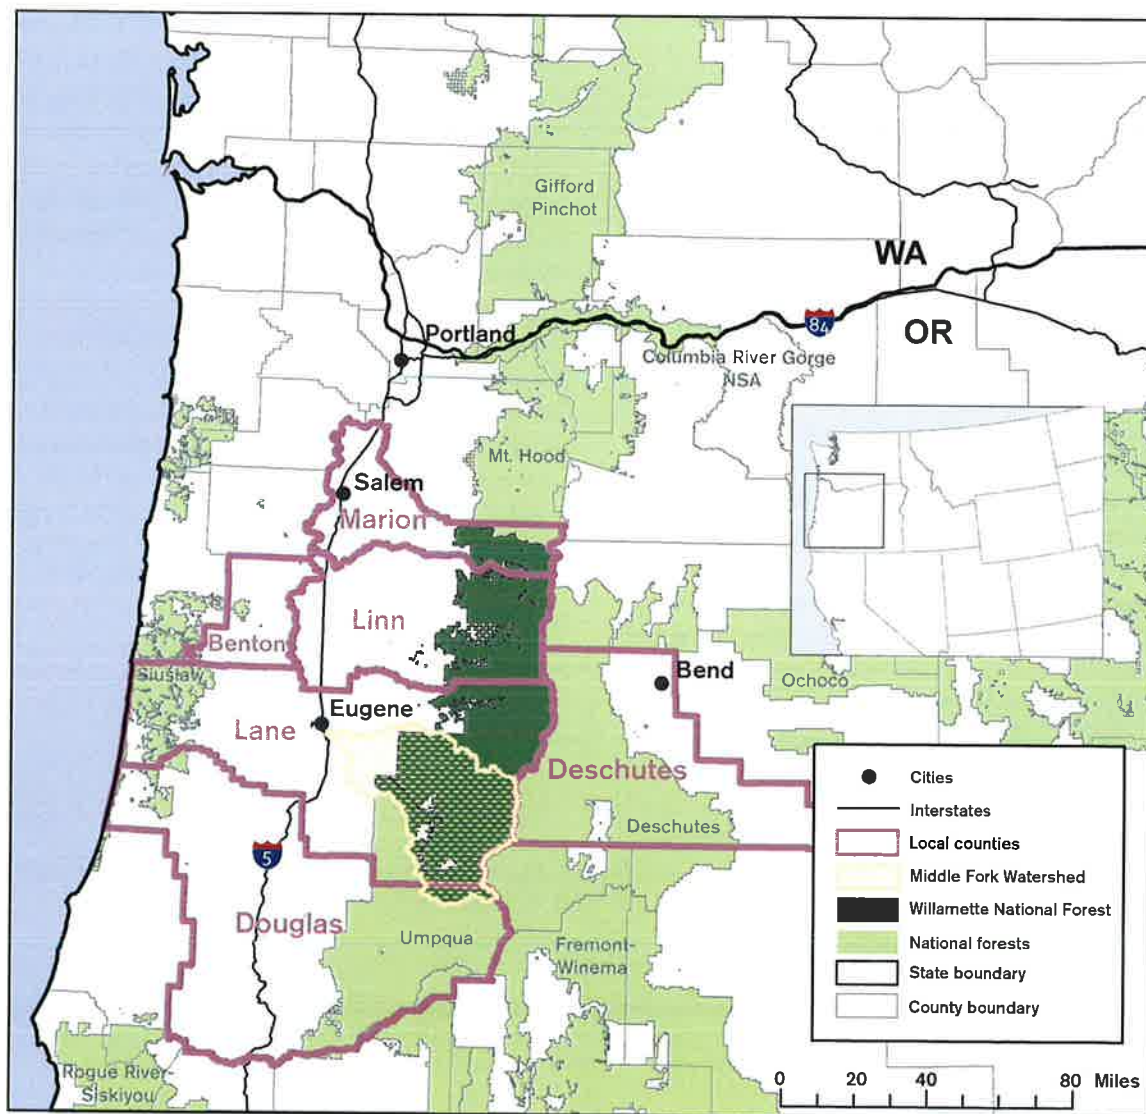 Gifford
Pinchot
WA
84
OR
Portland
Columbia River Gorge
NSA
Mt. Hood
Salem
Marion
Linn
Benton
Siuslaw
Bend
Ochoco
Eugene
Lane
Deschutes
Deschutes
5
Douglas
Umpqua
Fremont-
Winema
Rogue River-
Siskiyou
Cities
Interstates
Local counties
Middle Fork Watershed
Willamette National Forest
National forests
State boundary
County boundary
0 20 40 80 Miles